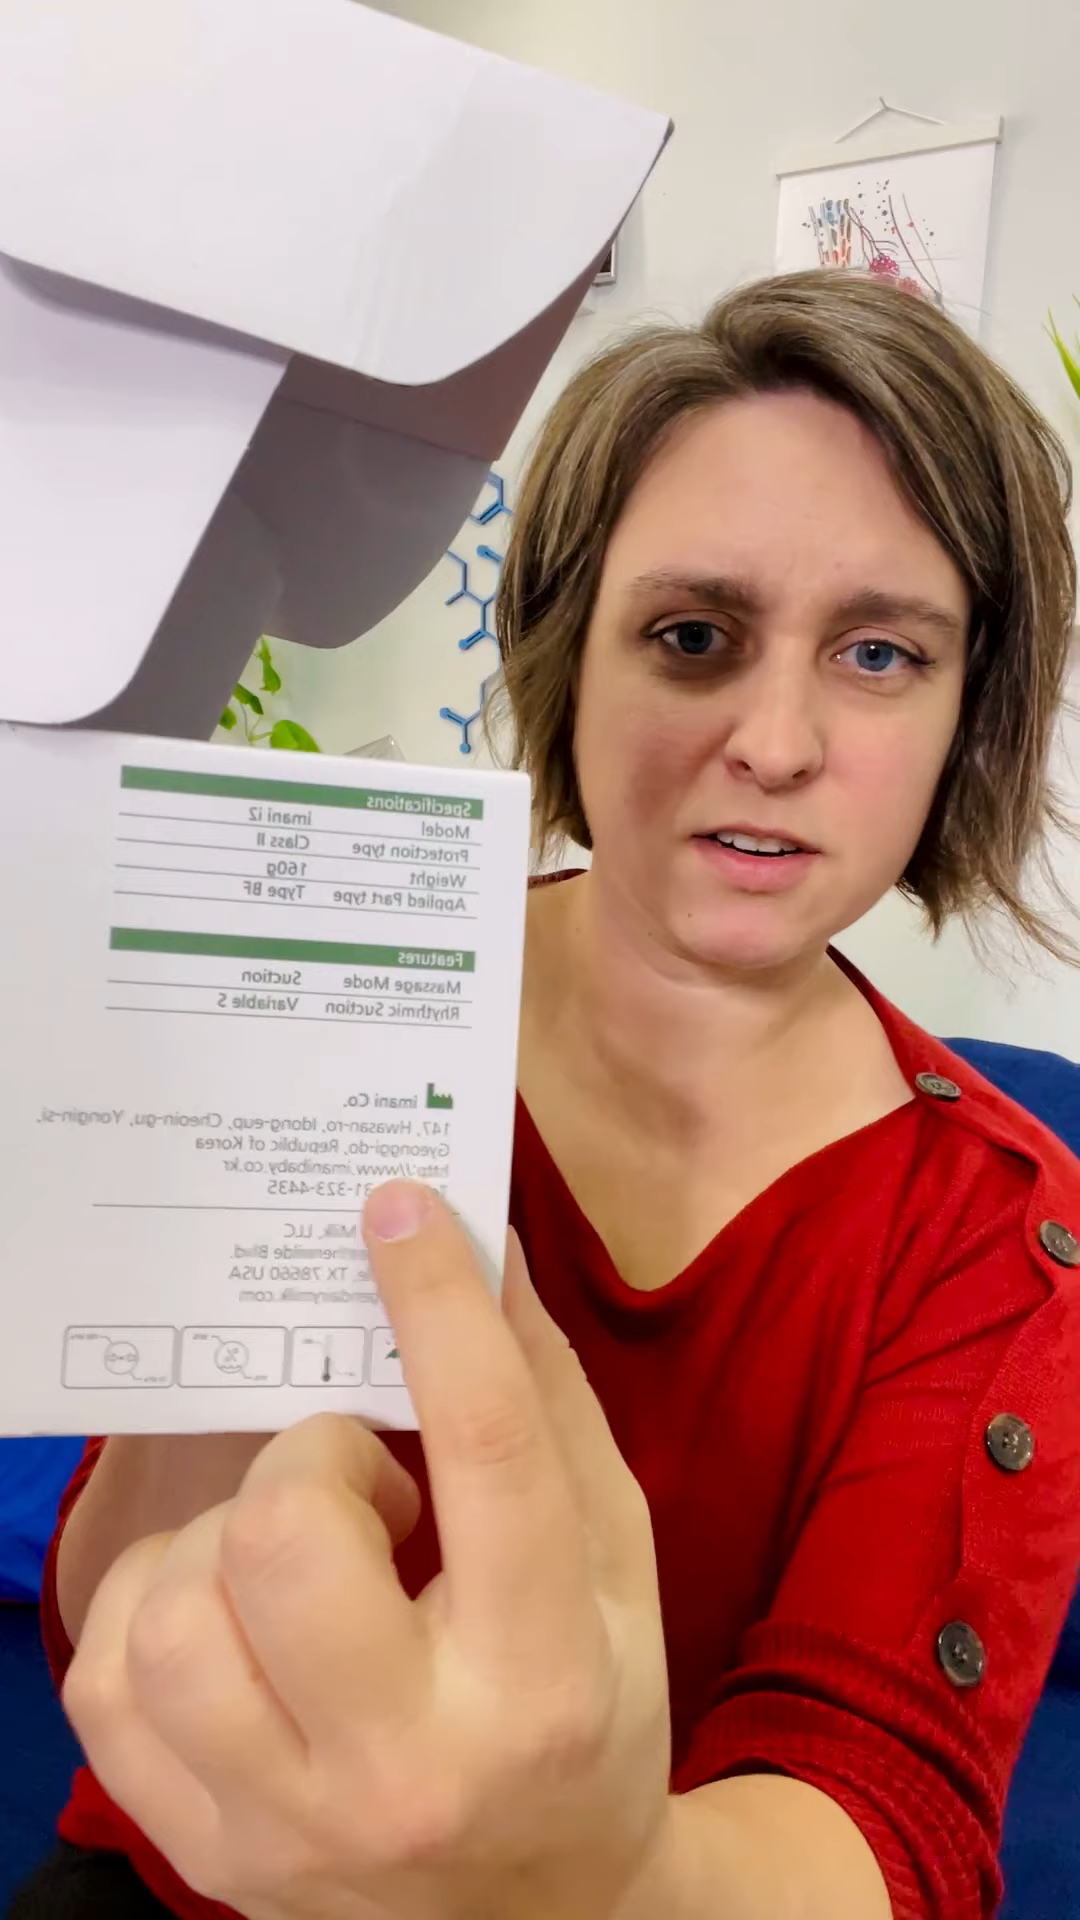 Specifications
Model imani i2
Protection type Class II
Weight 160g
Applied Part type Type BF
Features
Massage Mode Suction
Rhythmic Suction Variable S
imani Co.
147, Hwasan-ro, Idong-eup, Cheoin-gu, Yongin-si,
Gyeonggi-do, Republic of Korea
http://www.imanibaby.co.kr
31-323-4435
Milk, LLC
Blvd.
TX 78660 USA